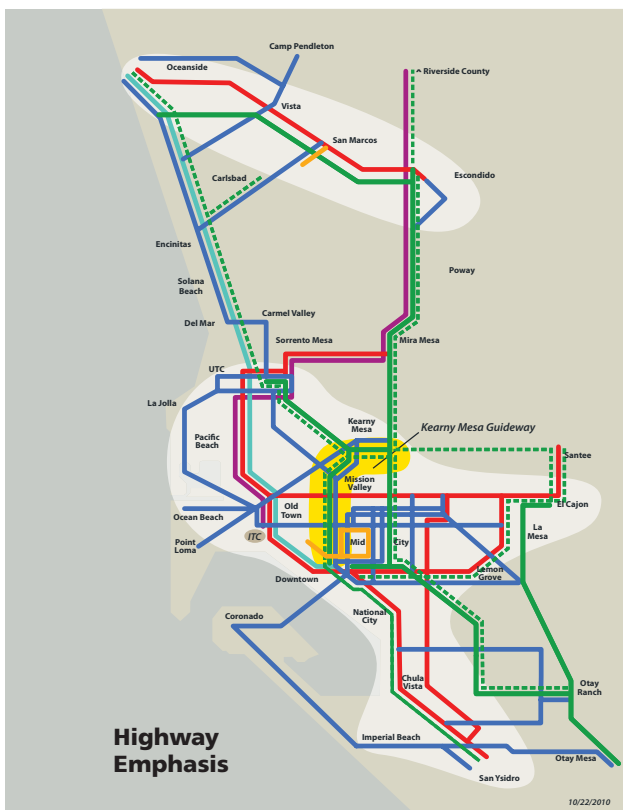 Camp Pendleton
Oceanside
^ Riverside County
Vista
San Marcos
Escondido
Carlsbad
Encinitas
Poway
Solana
Beach
Carmel Valley
Del Mar
Sorrento Mesa
Mira Mesa
UTC
La Jolla
Kearny
Mesa
Kearny Mesa Guideway
Pacific
Beach
Santee
Mission
Valley
Old
Town
El Cajon
Ocean Beach
La
Mesa
ITC
Mid
City
Point
Loma
Lemon
Grove
Downtown
National
City
Coronado
Chula
Vista
Otay
Ranch
Imperial Beach
Highway
Emphasis
Otay Mesa
San Ysidro
10/22/2010